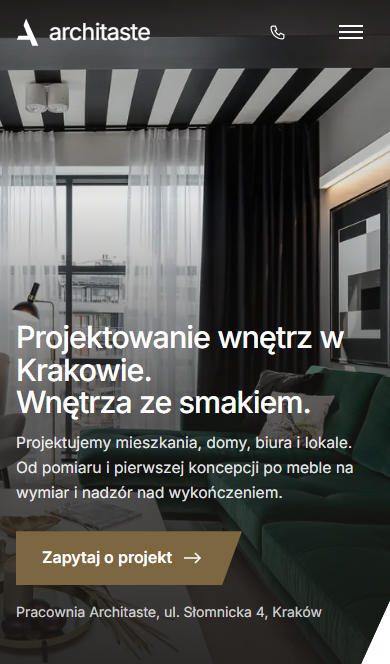 architaste
Projektowanie wnętrz w
Krakowie.
Wnętrza ze smakiem.
Projektujemy mieszkania, domy, biura i lokale.
Od pomiaru i pierwszej koncepcji po meble na
wymiar i nadzór nad wykończeniem.
Zapytaj o projekt
Pracownia Architaste, ul. Słomnicka 4, Kraków